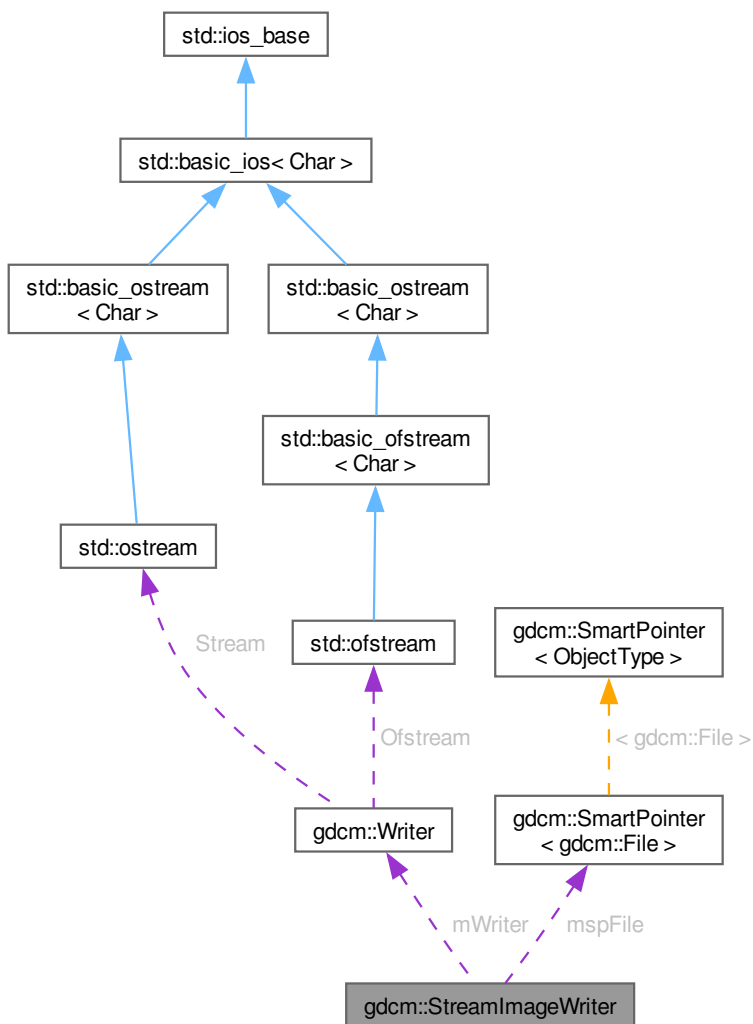 std::ios_base
std::basic_ios< Char >
std::basic_ostream
< Char >
std::basic_ostream
< Char >
std::basic_ofstream
< Char >
std::ostream
std::ofstream
gdcm::SmartPointer
< ObjectType >
Stream
Ofstream
< gdcm::File >
gdcm::Writer
gdcm::SmartPointer
< gdcm::File >
mWriter
mspFile
gdcm::StreamImageWriter